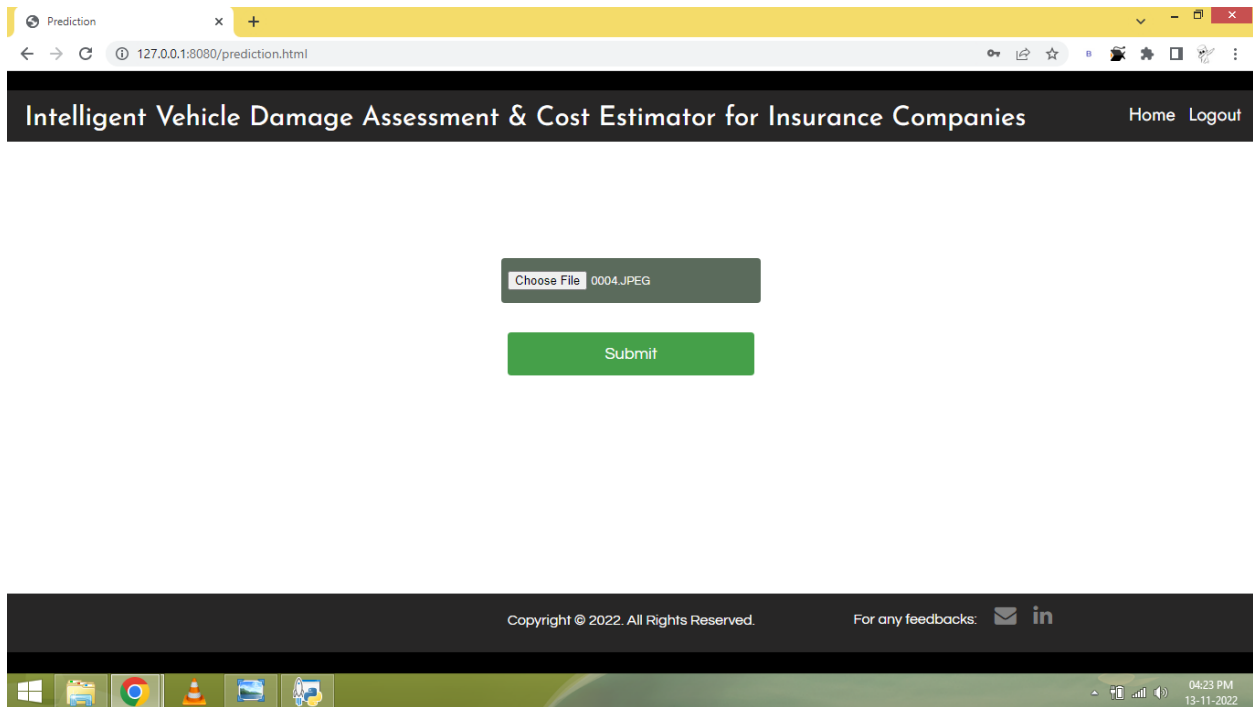 Prediction
127.0.0.1:8080/prediction.html
B
Intelligent Vehicle Damage Assessment & Cost Estimator for Insurance Companies Home Logout
Choose File 0004.JPEG
Submit
Copyright © 2022. All Rights Reserved. For any feedbacks: in
04:23 PM
13-11-2022